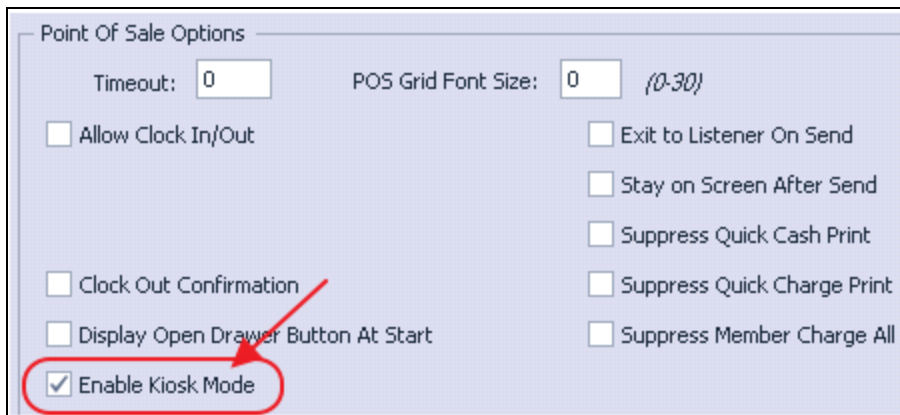 Point Of Sale Options
Timeout: 0 POS Grid Font Size: 0 (0-30)
Allow Clock In/Out Exit to Listener On Send
Stay on Screen After Send
Suppress Quick Cash Print
Clock Out Confirmation Suppress Quick Charge Print
Display Open Drawer Button At Start Suppress Member Charge All
Enable Kiosk Mode